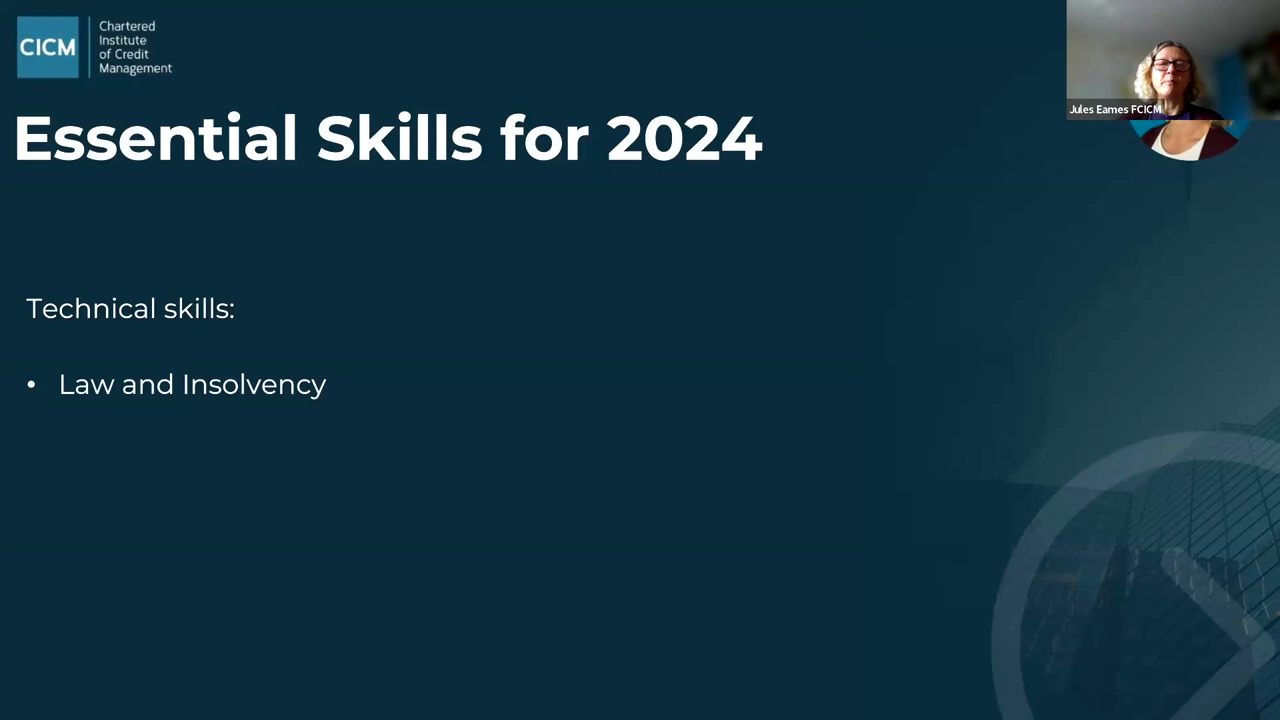 CICM
Chartered
Institute
of Credit
Management
Jules Eames FCICM
Essential Skills for 2024
Technical skills:
• Law and Insolvency